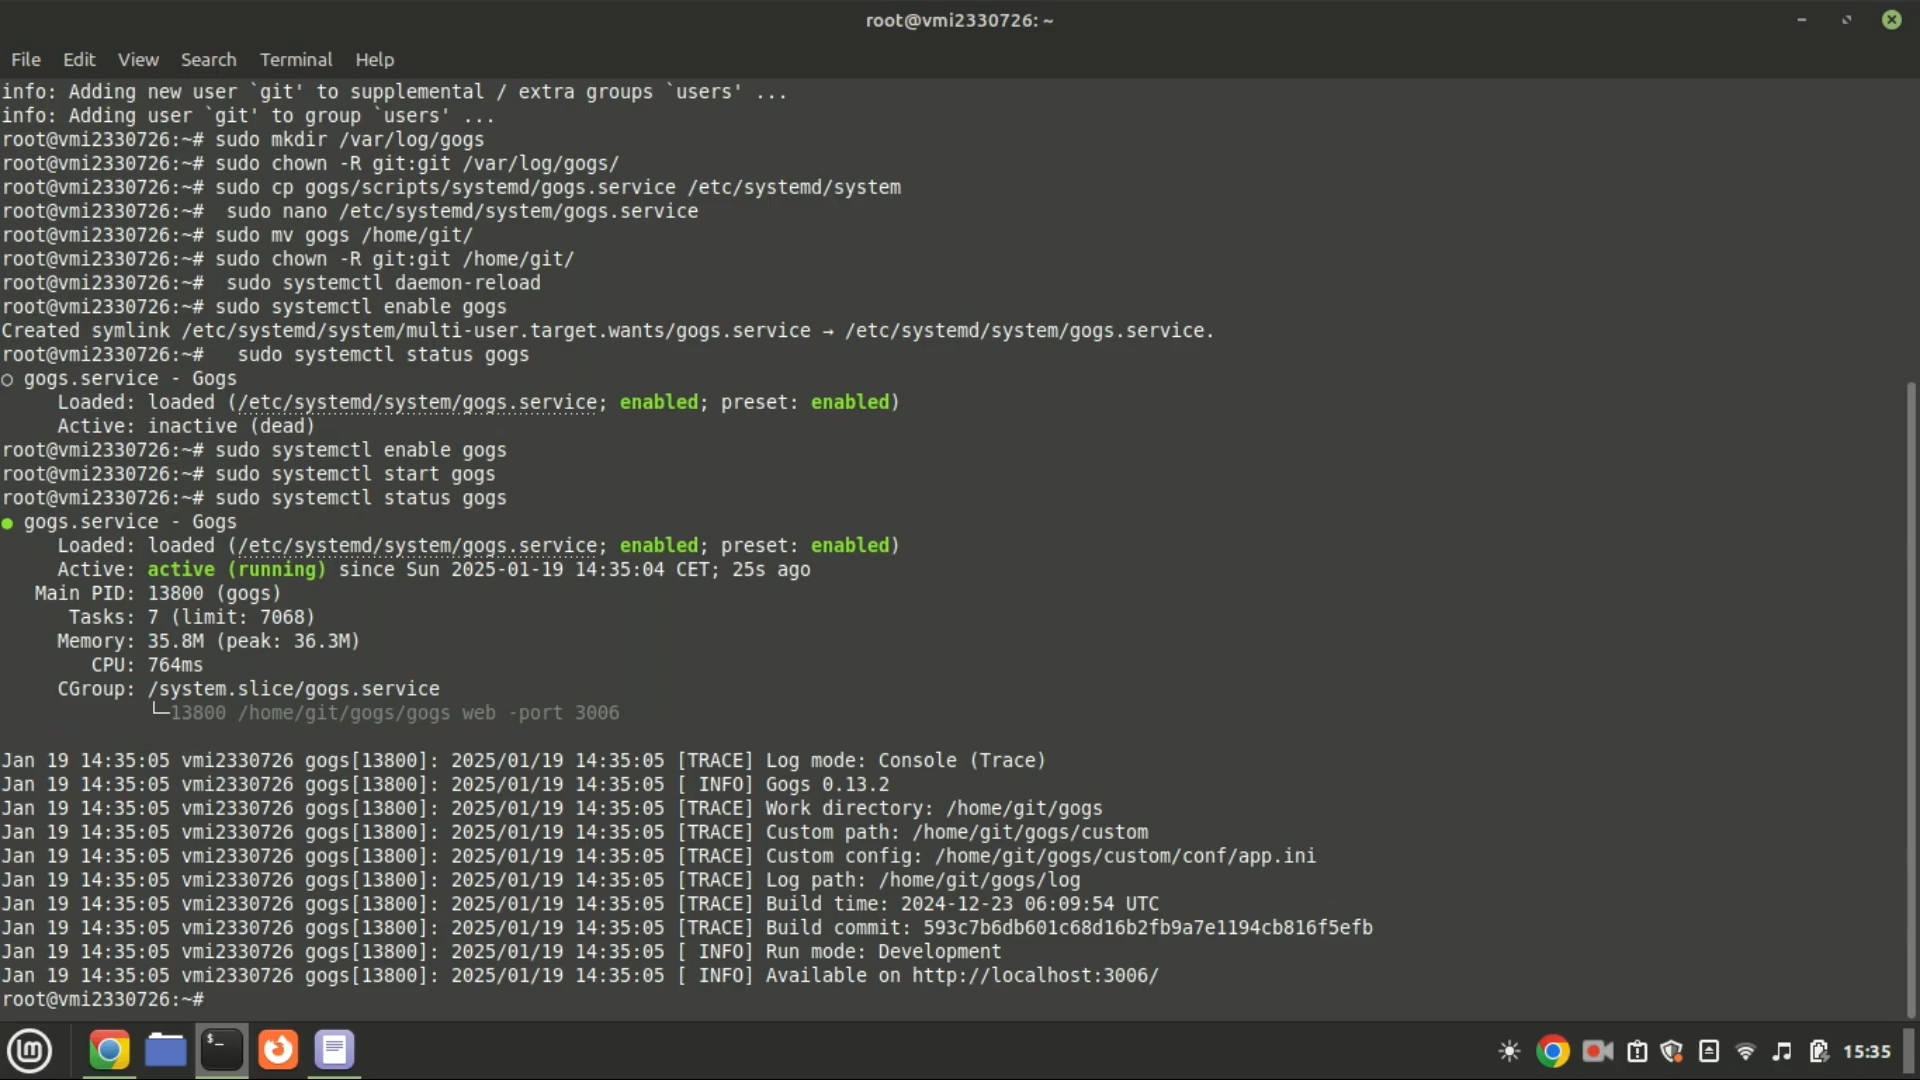 root@vmi2330726: ~
File Edit View Search Terminal Help
info: Adding new user `git' to supplemental / extra groups `users' ...
info: Adding user `git' to group `users' ...
root@vmi2330726:~# sudo mkdir /var/log/gogs
root@vmi2330726:~# sudo chown -R git:git /var/log/gogs/
root@vmi2330726:~# sudo cp gogs/scripts/systemd/gogs.service /etc/systemd/system
root@vmi2330726:~#  sudo nano /etc/systemd/system/gogs.service
root@vmi2330726:~# sudo mv gogs /home/git/
root@vmi2330726:~# sudo chown -R git:git /home/git/
root@vmi2330726:~#  sudo systemctl daemon-reload
root@vmi2330726:~# sudo systemctl enable gogs
Created symlink /etc/systemd/system/multi-user.target.wants/gogs.service → /etc/systemd/system/gogs.service.
root@vmi2330726:~#   sudo systemctl status gogs
○ gogs.service - Gogs
     Loaded: loaded (/etc/systemd/system/gogs.service; enabled; preset: enabled)
     Active: inactive (dead)
root@vmi2330726:~# sudo systemctl enable gogs
root@vmi2330726:~# sudo systemctl start gogs
root@vmi2330726:~# sudo systemctl status gogs
● gogs.service - Gogs
     Loaded: loaded (/etc/systemd/system/gogs.service; enabled; preset: enabled)
     Active: active (running) since Sun 2025-01-19 14:35:04 CET; 25s ago
   Main PID: 13800 (gogs)
      Tasks: 7 (limit: 7068)
     Memory: 35.8M (peak: 36.3M)
        CPU: 764ms
     CGroup: /system.slice/gogs.service
             └─13800 /home/git/gogs/gogs web -port 3006
Jan 19 14:35:05 vmi2330726 gogs[13800]: 2025/01/19 14:35:05 [TRACE] Log mode: Console (Trace)
Jan 19 14:35:05 vmi2330726 gogs[13800]: 2025/01/19 14:35:05 [ INFO] Gogs 0.13.2
Jan 19 14:35:05 vmi2330726 gogs[13800]: 2025/01/19 14:35:05 [TRACE] Work directory: /home/git/gogs
Jan 19 14:35:05 vmi2330726 gogs[13800]: 2025/01/19 14:35:05 [TRACE] Custom path: /home/git/gogs/custom
Jan 19 14:35:05 vmi2330726 gogs[13800]: 2025/01/19 14:35:05 [TRACE] Custom config: /home/git/gogs/custom/conf/app.ini
Jan 19 14:35:05 vmi2330726 gogs[13800]: 2025/01/19 14:35:05 [TRACE] Log path: /home/git/gogs/log
Jan 19 14:35:05 vmi2330726 gogs[13800]: 2025/01/19 14:35:05 [TRACE] Build time: 2024-12-23 06:09:54 UTC
Jan 19 14:35:05 vmi2330726 gogs[13800]: 2025/01/19 14:35:05 [TRACE] Build commit: 593c7b6db601c68d16b2fb9a7e1194cb816f5efb
Jan 19 14:35:05 vmi2330726 gogs[13800]: 2025/01/19 14:35:05 [ INFO] Run mode: Development
Jan 19 14:35:05 vmi2330726 gogs[13800]: 2025/01/19 14:35:05 [ INFO] Available on http://localhost:3006/
root@vmi2330726:~#
15:35